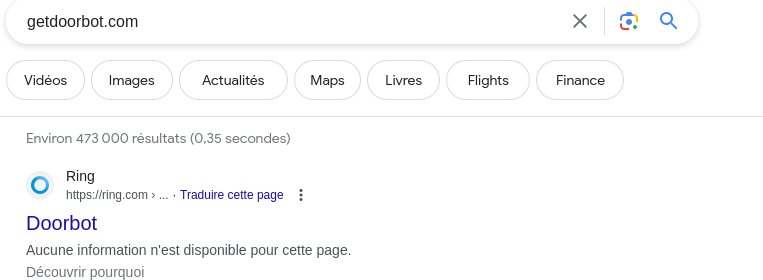 getdoorbot.com
Vidéos Images Actualités Maps Livres Flights Finance
Environ 473 000 résultats (0,35 secondes)
Ring
https://ring.com › ... · Traduire cette page
Doorbot
Aucune information n'est disponible pour cette page.
Découvrir pourquoi